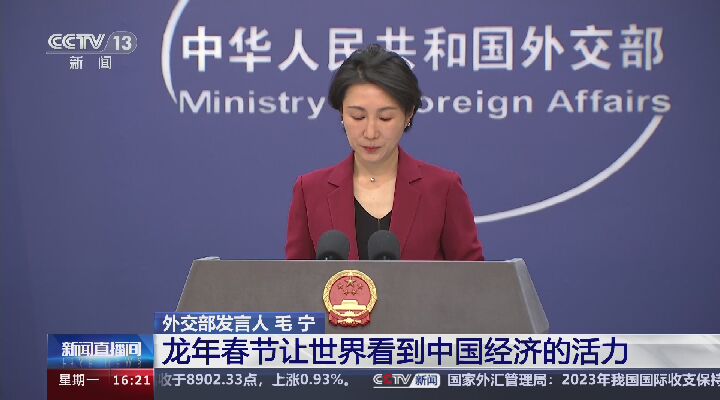 CCTV 13
新闻
中华人民共和国外交部
Ministry Foreign Affairs
外交部发言人 毛 宁
新闻直播间
龙年春节让世界看到中国经济的活力
星期一 16:21
收于8902.33点，上涨0.93%。 CCTV 新闻 国家外汇管理局：2023年我国国际收支保持